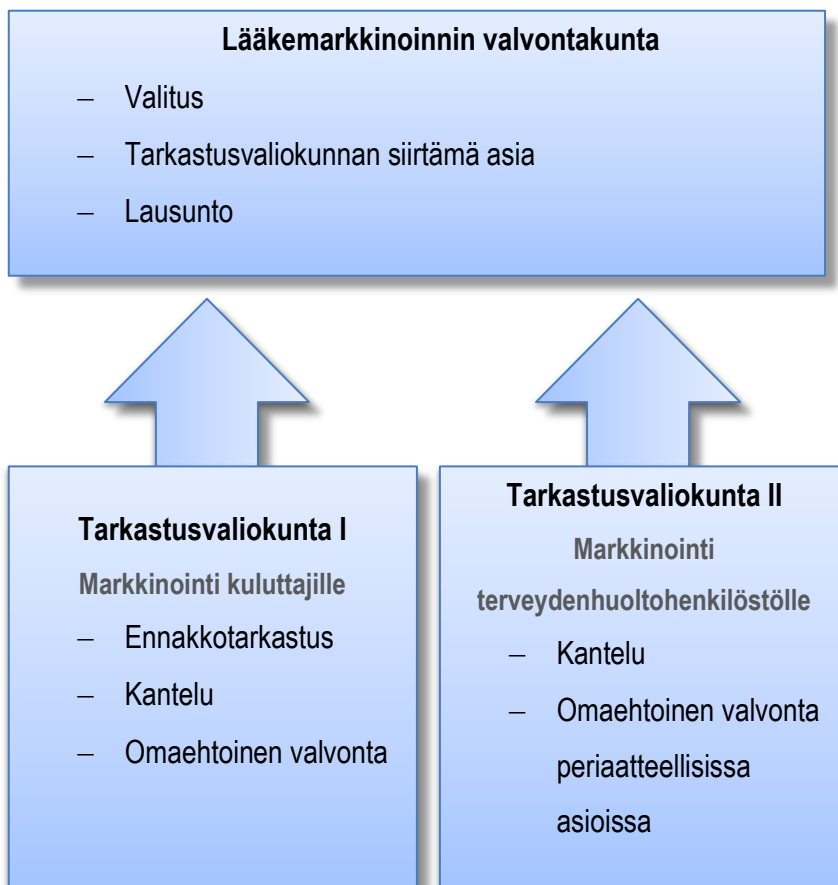 Lääkemarkkinoinnin valvontakunta
– Valitus
– Tarkastusvaliokunnan siirtämä asia
– Lausunto
Tarkastusvaliokunta I
Markkinointi kuluttajille
– Ennakkotarkastus
– Kantelu
– Omaehtoinen valvonta
Tarkastusvaliokunta II
Markkinointi
terveydenhuoltohenkilöstölle
– Kantelu
– Omaehtoinen valvonta
periaatteellisissa
asioissa